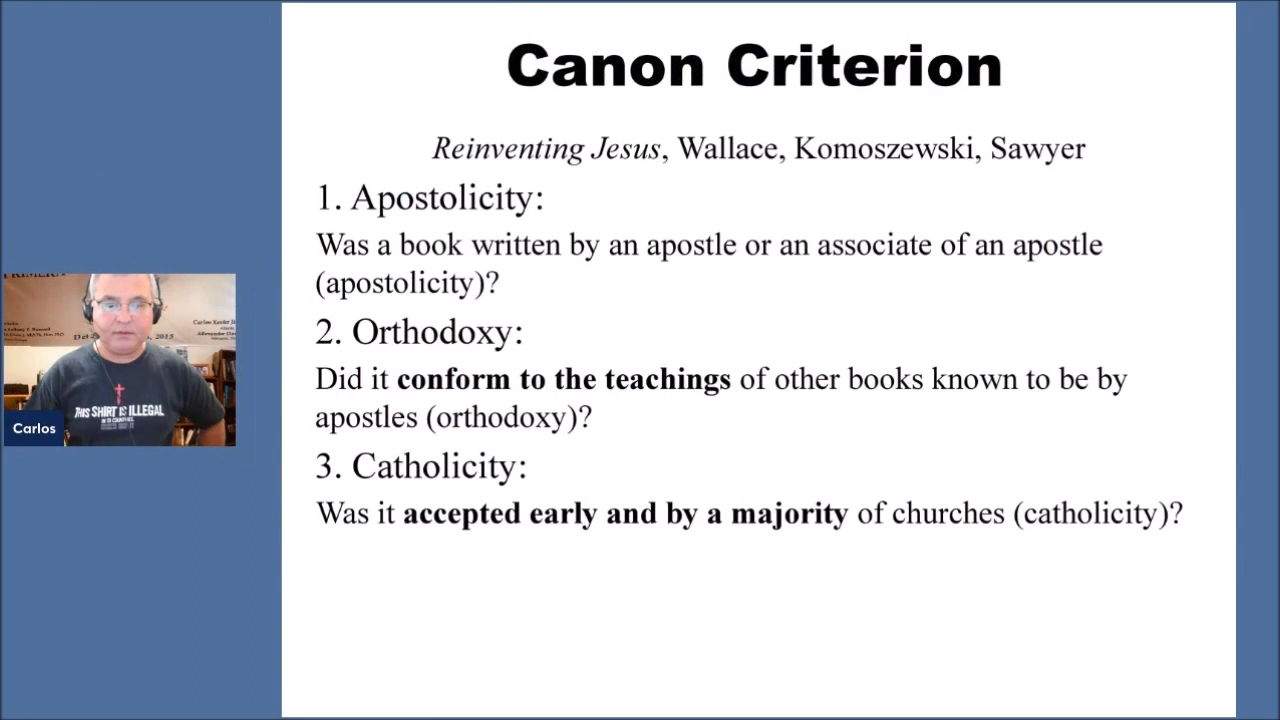 Canon Criterion
Reinventing Jesus, Wallace, Komoszewski, Sawyer
1. Apostolicity:
Was a book written by an apostle or an associate of an apostle
(apostolicity)?
2. Orthodoxy:
Did it conform to the teachings of other books known to be by
apostles (orthodoxy)?
3. Catholicity:
Was it accepted early and by a majority of churches (catholicity)?
THIS SHIRT IS ILLEGAL
Carlos